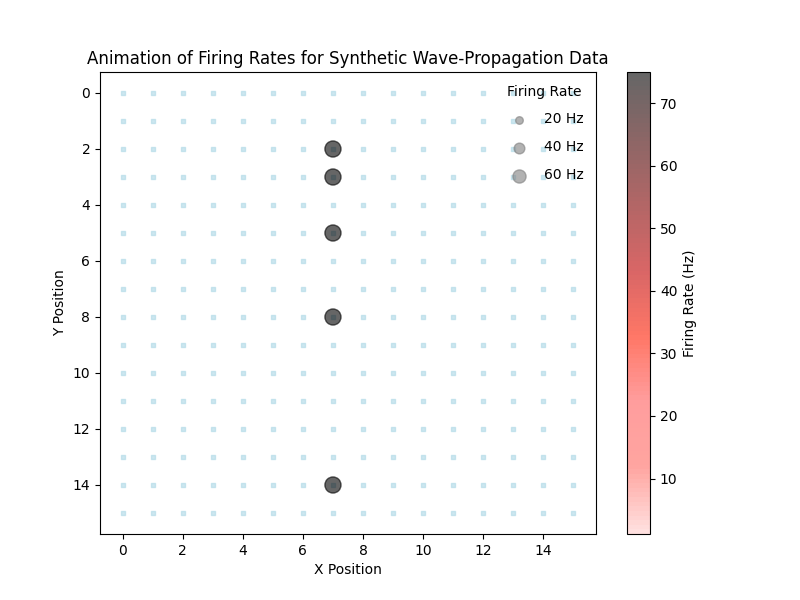 Animation of Firing Rates for Synthetic Wave-Propagation Data
Firing Rate
20 Hz
40 Hz
60 Hz
0
2
4
6
8
10
12
14
Y Position
0 2 4 6 8 10 12 14
X Position
70
60
50
40
30
20
10
Firing Rate (Hz)